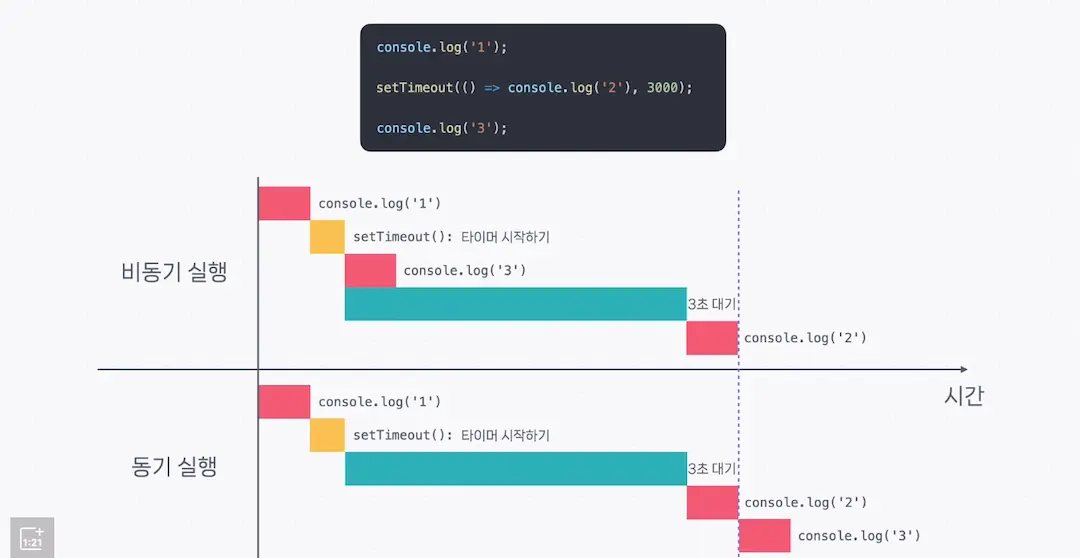 console.log('1');
setTimeout(() => console.log('2'), 3000);
console.log('3');
console.log('1')
setTimeout(): 타이머 시작하기
비동기 실행
console.log('3')
3초 대기
console.log('2')
시간
console.log('1')
setTimeout(): 타이머 시작하기
동기 실행
3초 대기
console.log('2')
console.log('3')
1:21